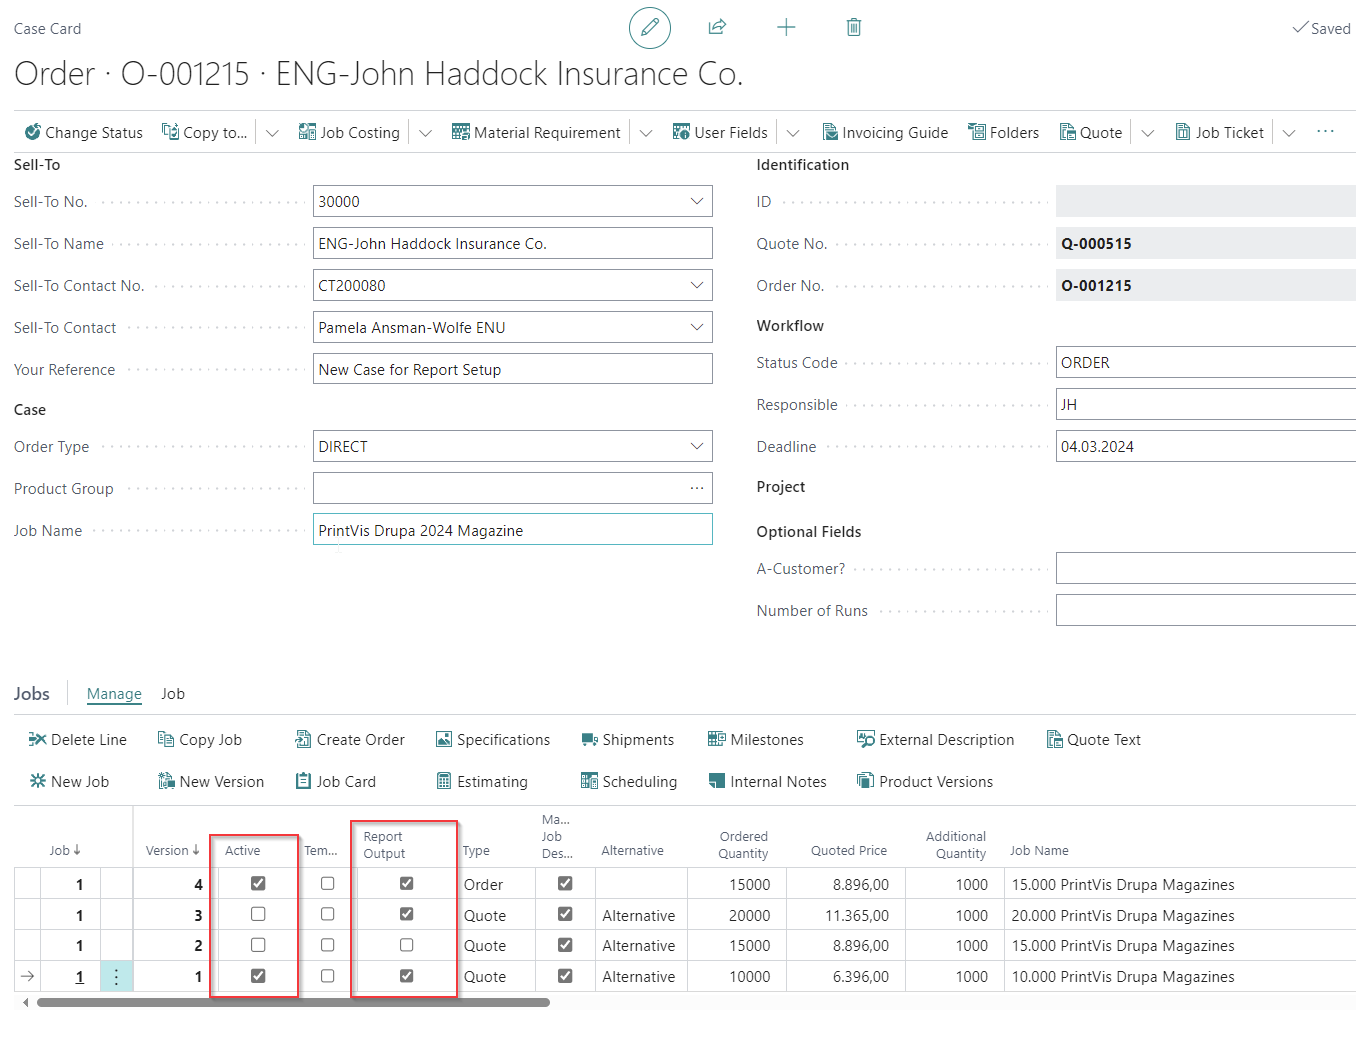 Case Card
Saved
Order · O-001215 · ENG-John Haddock Insurance Co.
Change Status Copy to... Job Costing Material Requirement User Fields Invoicing Guide Folders Quote Job Ticket ...
Sell-To
Sell-To No. 30000
Sell-To Name ENG-John Haddock Insurance Co.
Sell-To Contact No. CT200080
Sell-To Contact Pamela Ansman-Wolfe ENU
Your Reference New Case for Report Setup
Case
Order Type DIRECT
Product Group ...
Job Name PrintVis Drupa 2024 Magazine
Identification
ID
Quote No. Q-000515
Order No. O-001215
Workflow
Status Code ORDER
Responsible JH
Deadline 04.03.2024
Project
Optional Fields
A-Customer?
Number of Runs
Jobs Manage Job
Delete Line Copy Job Create Order Specifications Shipments Milestones External Description Quote Text
New Job New Version Job Card Estimating Scheduling Internal Notes Product Versions
Job↓ Version↓ Active Tem... Report Output Type Ma... Job Des... Alternative Ordered Quantity Quoted Price Additional Quantity Job Name
1 4 Order 15000 8.896,00 1000 15.000 PrintVis Drupa Magazines
1 3 Quote Alternative 20000 11.365,00 1000 20.000 PrintVis Drupa Magazines
1 2 Quote Alternative 15000 8.896,00 1000 15.000 PrintVis Drupa Magazines
1 1 Quote Alternative 10000 6.396,00 1000 10.000 PrintVis Drupa Magazines